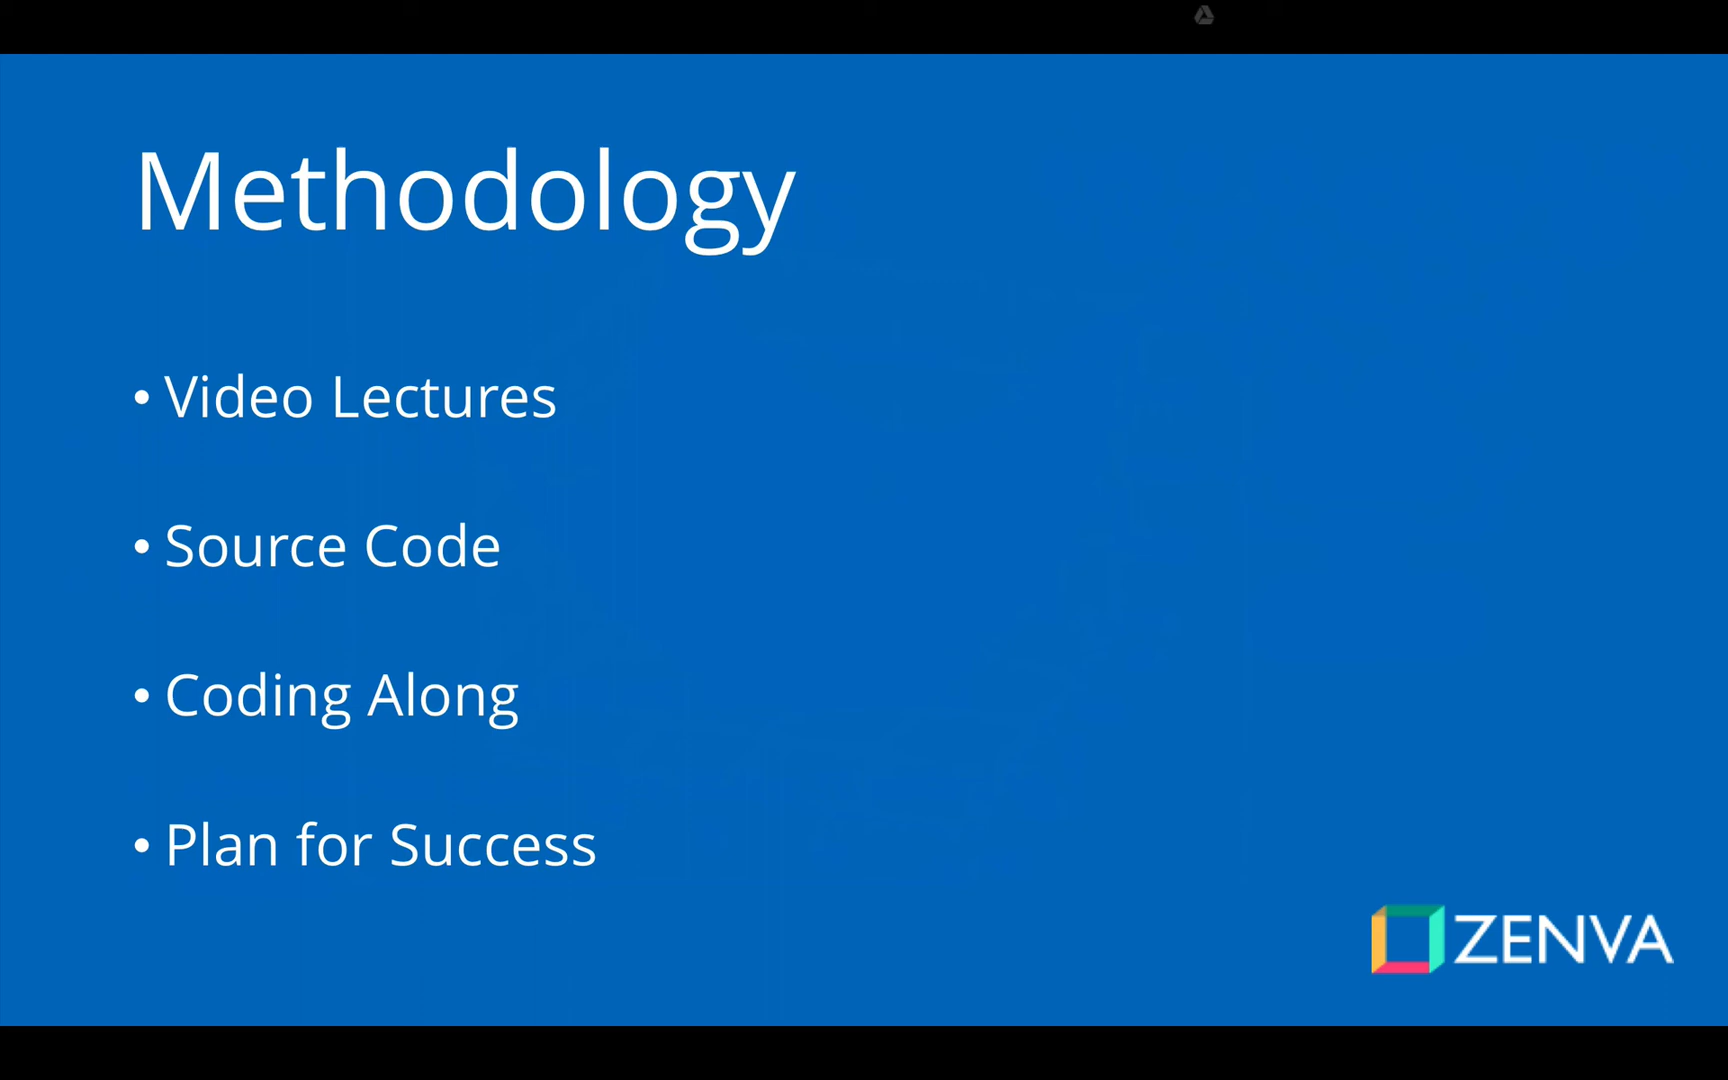 Methodology
• Video Lectures
• Source Code
• Coding Along
• Plan for Success
ZENVA